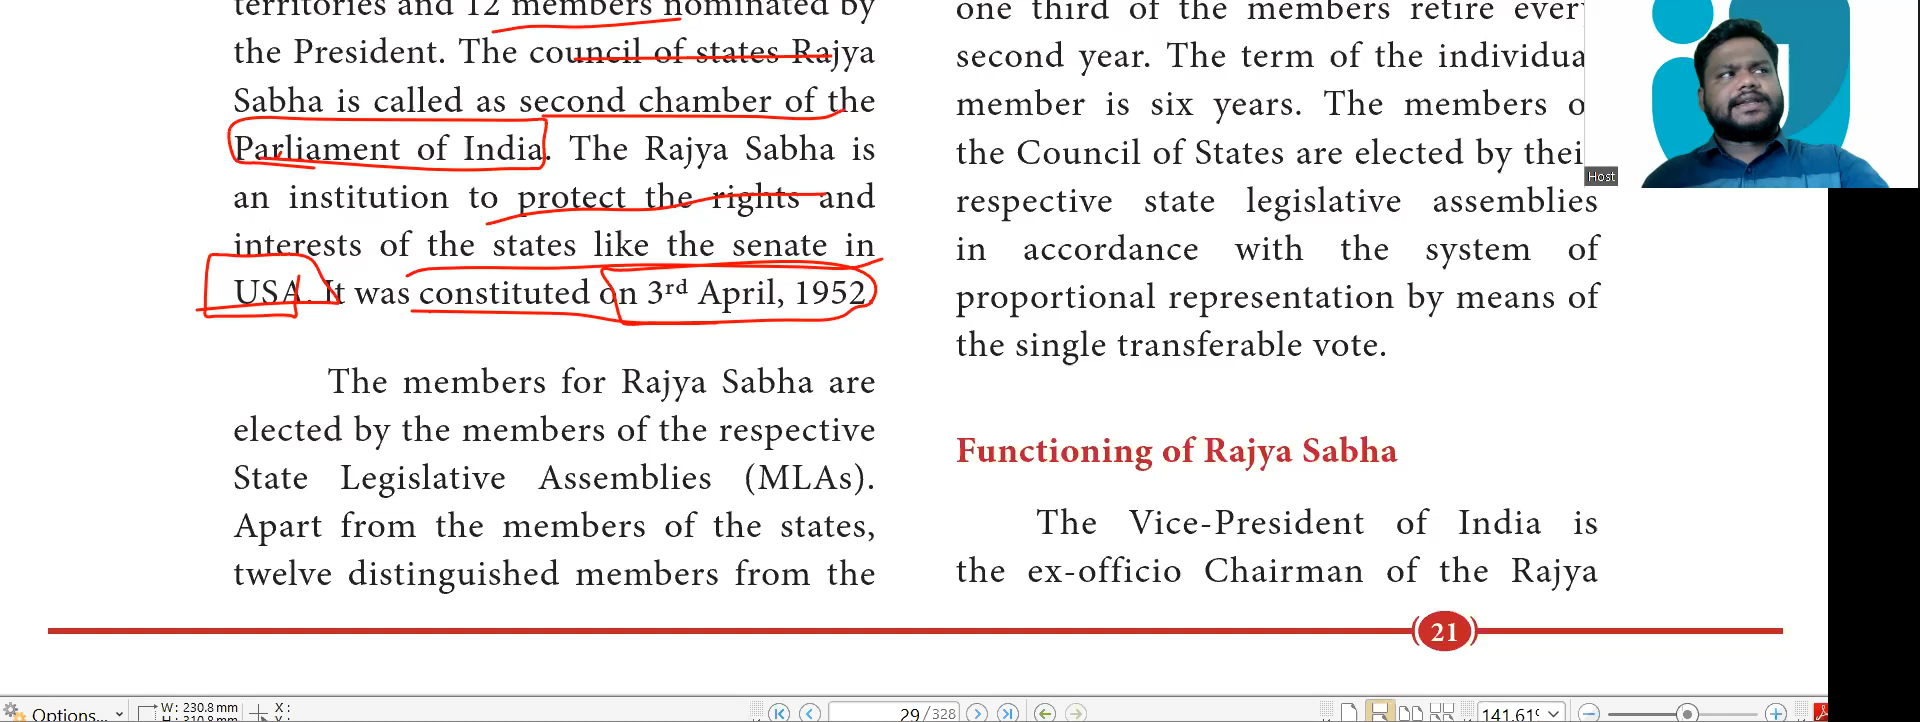 territories and 12 members nominated by
the President. The council of states Rajya
Sabha is called as second chamber of the
Parliament of India. The Rajya Sabha is
an institution to protect the rights and
interests of the states like the senate in
USA. It was constituted on 3rd April, 1952
The members for Rajya Sabha are
elected by the members of the respective
State Legislative Assemblies (MLAs).
Apart from the members of the states,
twelve distinguished members from the
one third of the members retire every
second year. The term of the individua
member is six years. The members o
the Council of States are elected by thei
respective state legislative assemblies
in accordance with the system of
proportional representation by means of
the single transferable vote.
Functioning of Rajya Sabha
The Vice-President of India is
the ex-officio Chairman of the Rajya
21
Host
Options...
W: 230.8 mm
H: 310.8 mm
X:
Y:
29 / 328
141.61%